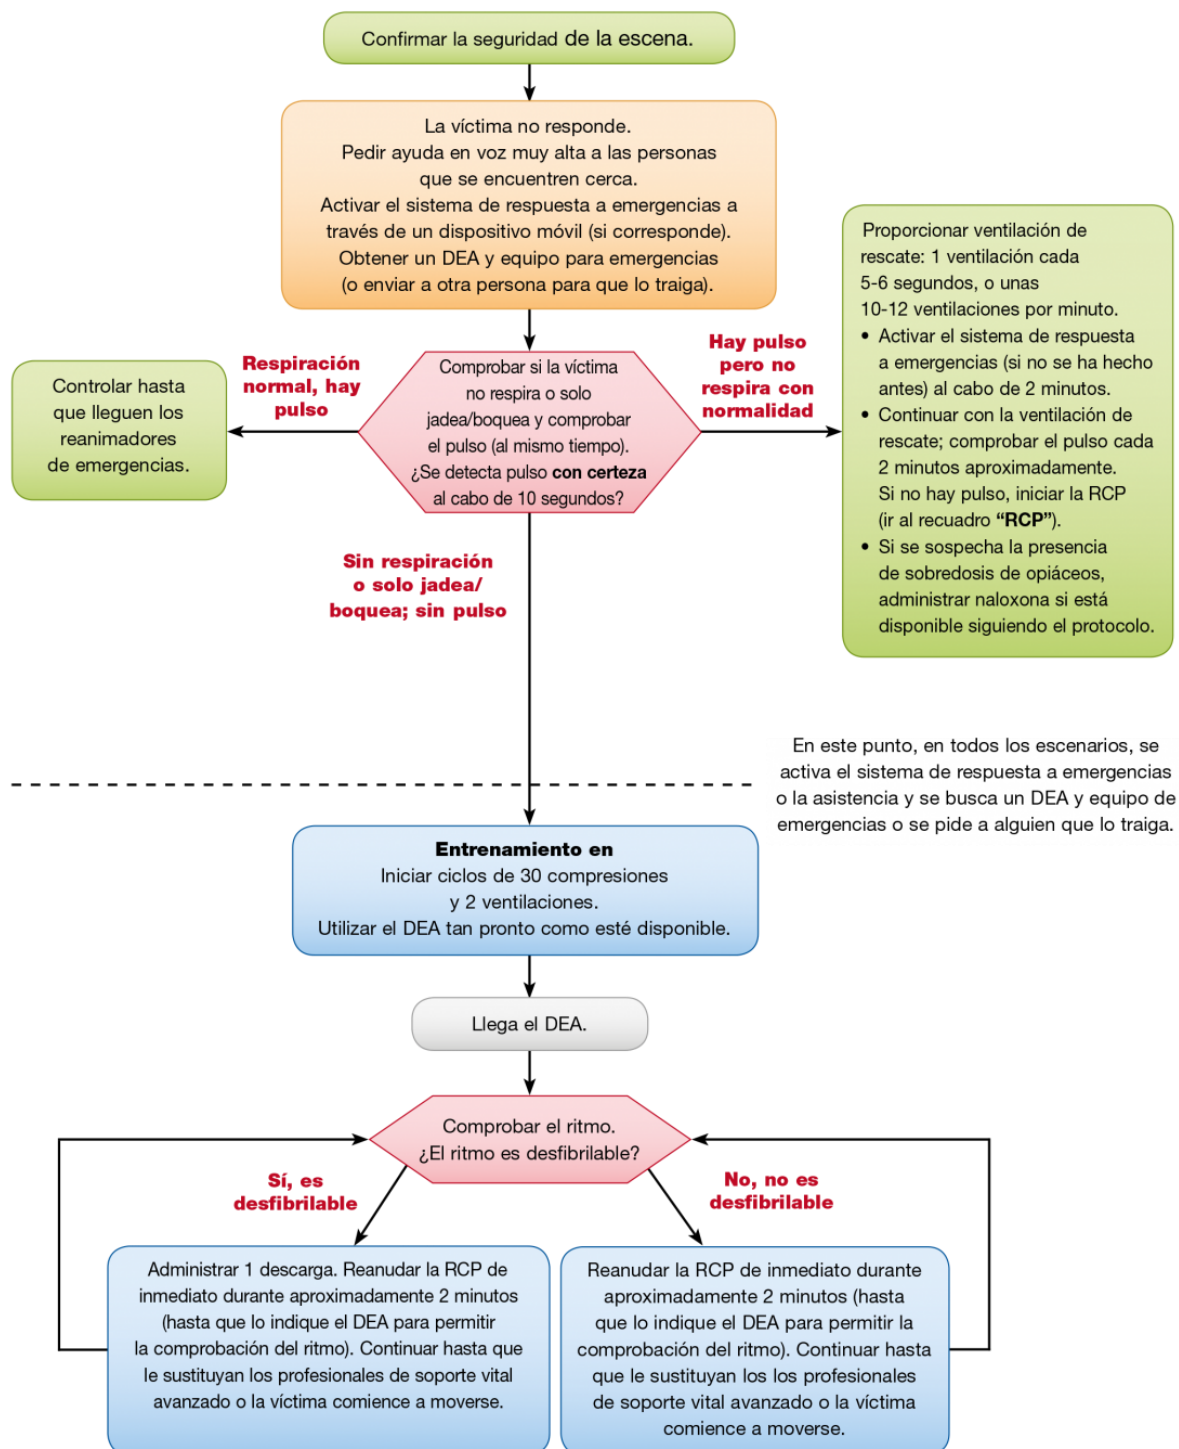 Confirmar la seguridad de la escena.
La víctima no responde.
Pedir ayuda en voz muy alta a las personas
que se encuentren cerca.
Activar el sistema de respuesta a emergencias a
través de un dispositivo móvil (si corresponde).
Obtener un DEA y equipo para emergencias
(o enviar a otra persona para que lo traiga).
Respiración
normal, hay
pulso
Controlar hasta
que lleguen los
reanimadores
de emergencias.
Comprobar si la víctima
no respira o solo
jadea/boquea y comprobar
el pulso (al mismo tiempo).
¿Se detecta pulso con certeza
al cabo de 10 segundos?
Hay pulso
pero no
respira con
normalidad
Proporcionar ventilación de
rescate: 1 ventilación cada
5-6 segundos, o unas
10-12 ventilaciones por minuto.
• Activar el sistema de respuesta
a emergencias (si no se ha hecho
antes) al cabo de 2 minutos.
• Continuar con la ventilación de
rescate; comprobar el pulso cada
2 minutos aproximadamente.
Si no hay pulso, iniciar la RCP
(ir al recuadro “RCP”).
• Si se sospecha la presencia
de sobredosis de opiáceos,
administrar naloxona si está
disponible siguiendo el protocolo.
Sin respiración
o solo jadea/
boquea; sin pulso
En este punto, en todos los escenarios, se
activa el sistema de respuesta a emergencias
o la asistencia y se busca un DEA y equipo de
emergencias o se pide a alguien que lo traiga.
Entrenamiento en
Iniciar ciclos de 30 compresiones
y 2 ventilaciones.
Utilizar el DEA tan pronto como esté disponible.
Llega el DEA.
Comprobar el ritmo.
¿El ritmo es desfibrilable?
Sí, es
desfibrilable
No, no es
desfibrilable
Administrar 1 descarga. Reanudar la RCP de
inmediato durante aproximadamente 2 minutos
(hasta que lo indique el DEA para permitir
la comprobación del ritmo). Continuar hasta que
le sustituyan los profesionales de soporte vital
avanzado o la víctima comience a moverse.
Reanudar la RCP de inmediato durante
aproximadamente 2 minutos (hasta
que lo indique el DEA para permitir la
comprobación del ritmo). Continuar hasta
que le sustituyan los los profesionales
de soporte vital avanzado o la víctima
comience a moverse.